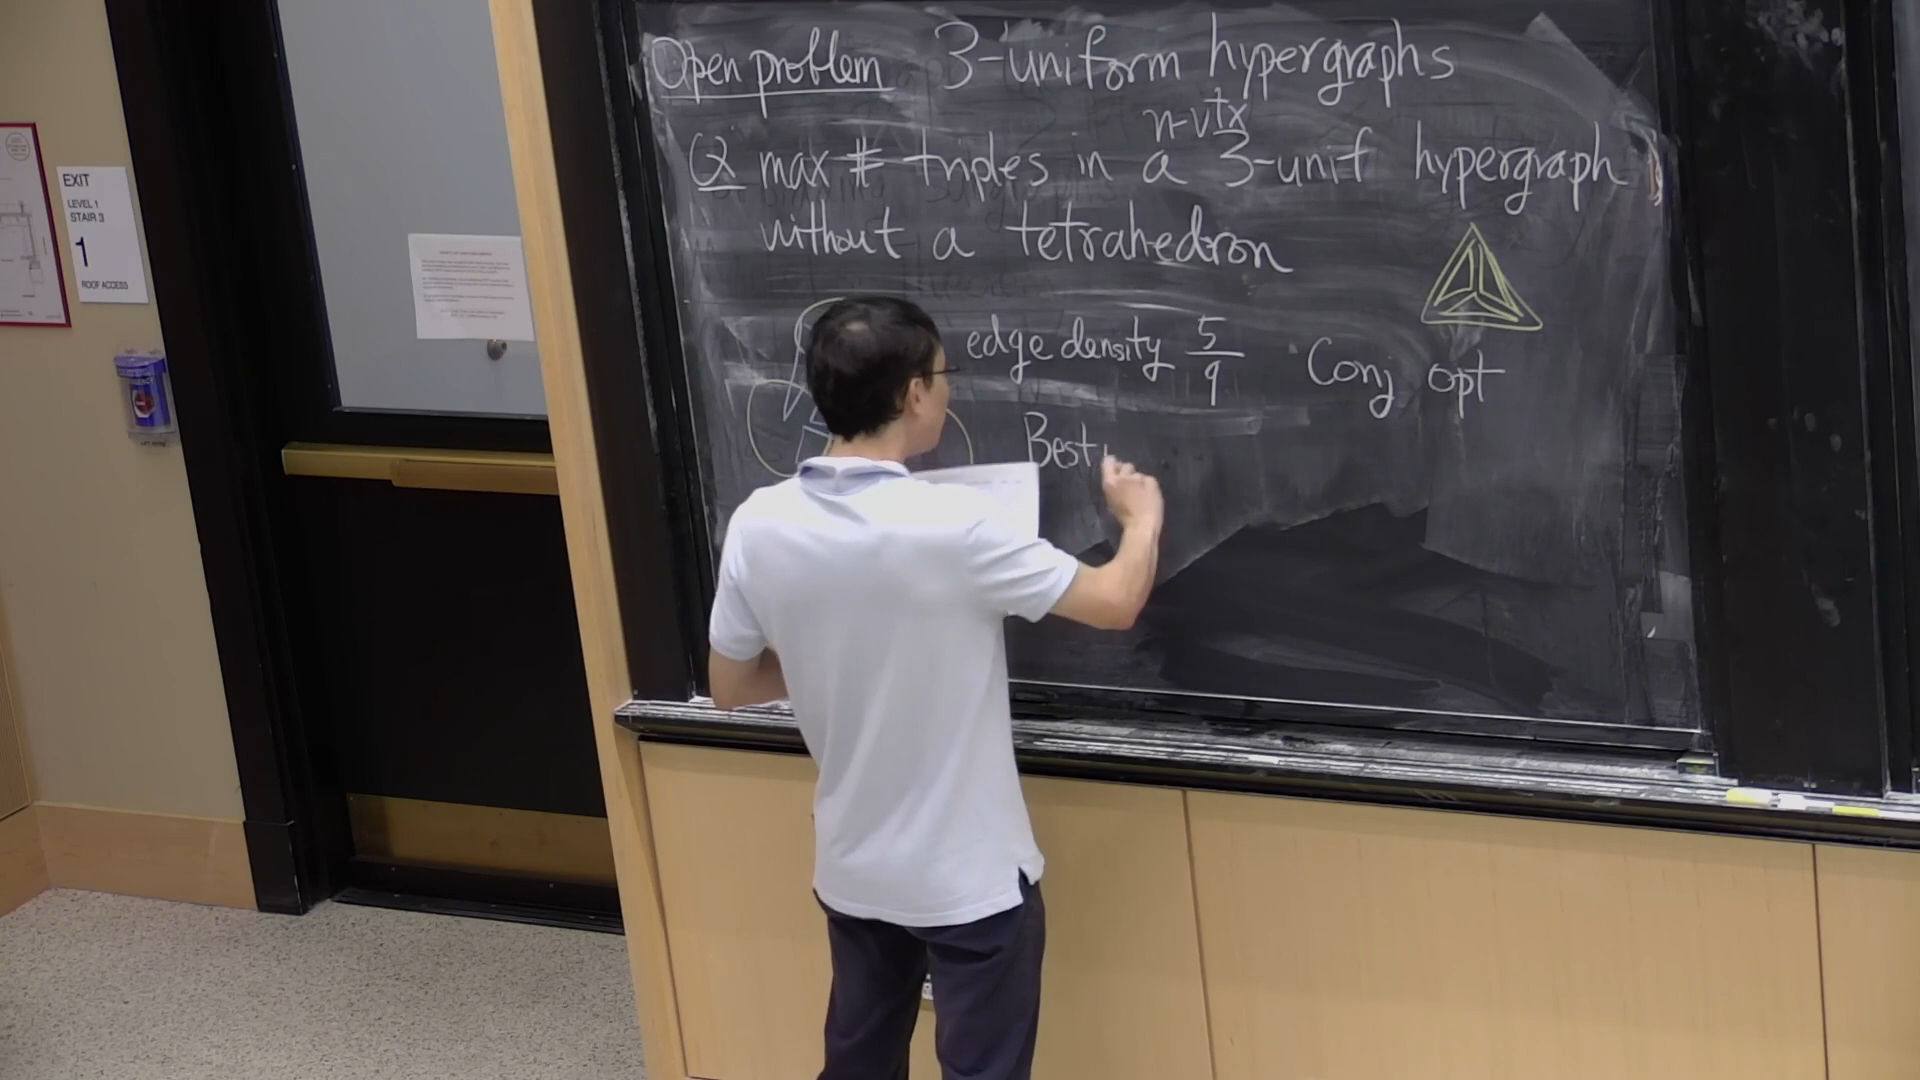 Open problem 3-uniform hypergraphs
n-vtx
Q max # triples in a 3-unif hypergraph
without a tetrahedron
edge density 5/9 Conj opt
Best
EXIT
LEVEL 1
STAIR 3
1
ROOF ACCESS